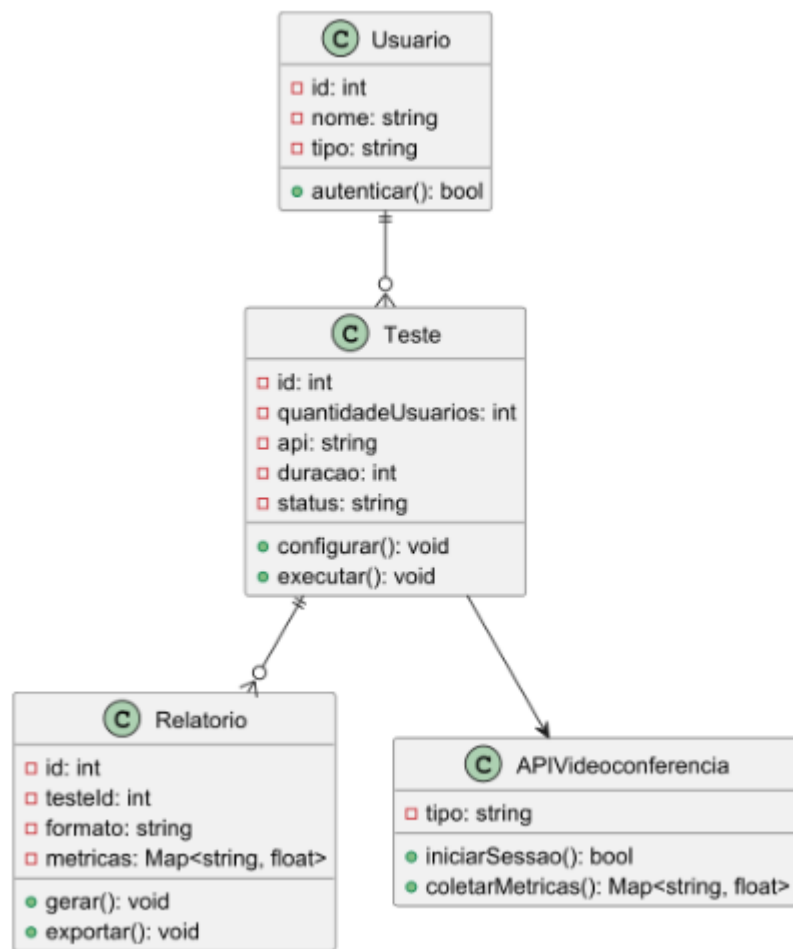 C Usuario
id: int
nome: string
tipo: string
autenticar(): bool
C Teste
id: int
quantidadeUsuarios: int
api: string
duracao: int
status: string
configurar(): void
executar(): void
C Relatorio
id: int
testeId: int
formato: string
metricas: Map<string, float>
gerar(): void
exportar(): void
C APIVideoconferencia
tipo: string
iniciarSessao(): bool
coletarMetricas(): Map<string, float>